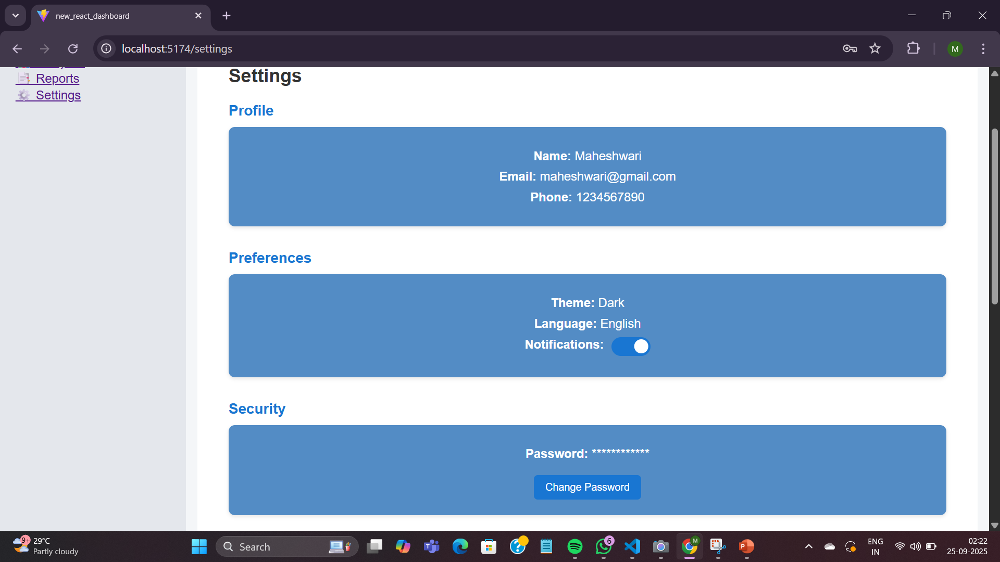 new_react_dashboard
localhost:5174/settings
M
Reports
Settings
Settings
Profile
Name: Maheshwari
Email: maheshwari@gmail.com
Phone: 1234567890
Preferences
Theme: Dark
Language: English
Notifications:
Security
Password: ************
Change Password
9+
29°C
Partly cloudy
Search
6
M
ENG
IN
02:22
25-09-2025